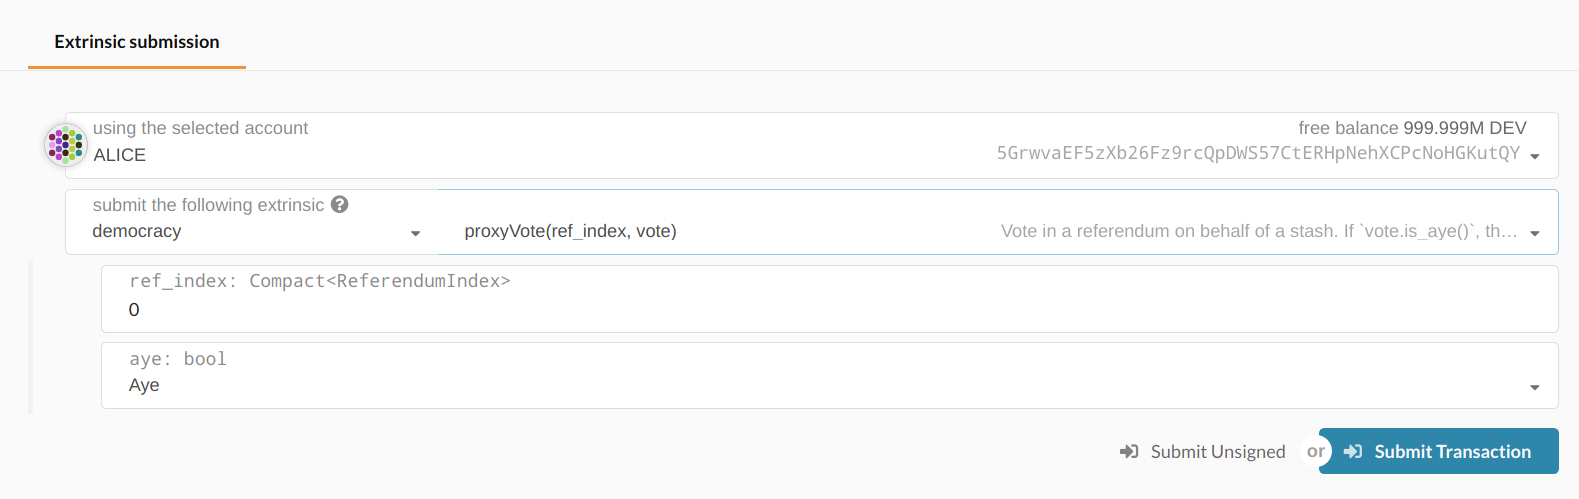 Extrinsic submission
using the selected account
free balance 999.999M DEV
ALICE
5GrwvaEF5zXb26Fz9rcQpDWS57CtERHpNehXCPcNoHGKutQY
submit the following extrinsic
democracy
proxyVote(ref_index, vote)
Vote in a referendum on behalf of a stash. If `vote.is_aye()`, th…
ref_index: Compact<ReferendumIndex>
0
aye: bool
Aye
Submit Unsigned or Submit Transaction